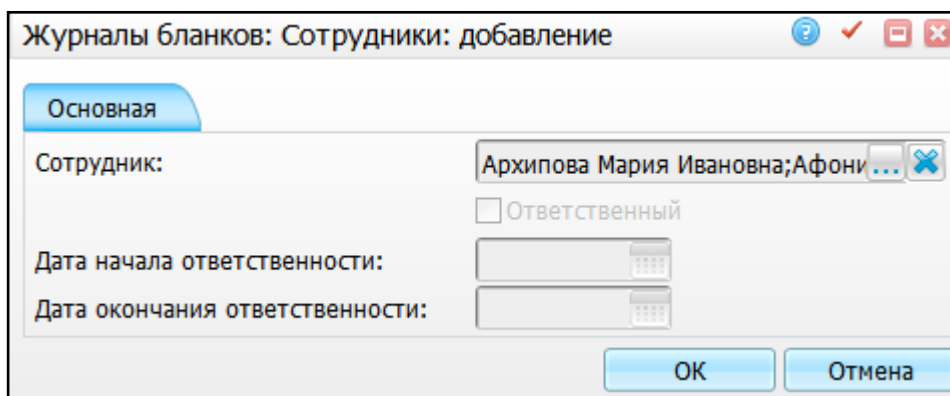 Журналы бланков: Сотрудники: добавление
Основная
Сотрудник:
Архипова Мария Ивановна;Афони...
Ответственный
Дата начала ответственности:
Дата окончания ответственности:
ОК
Отмена